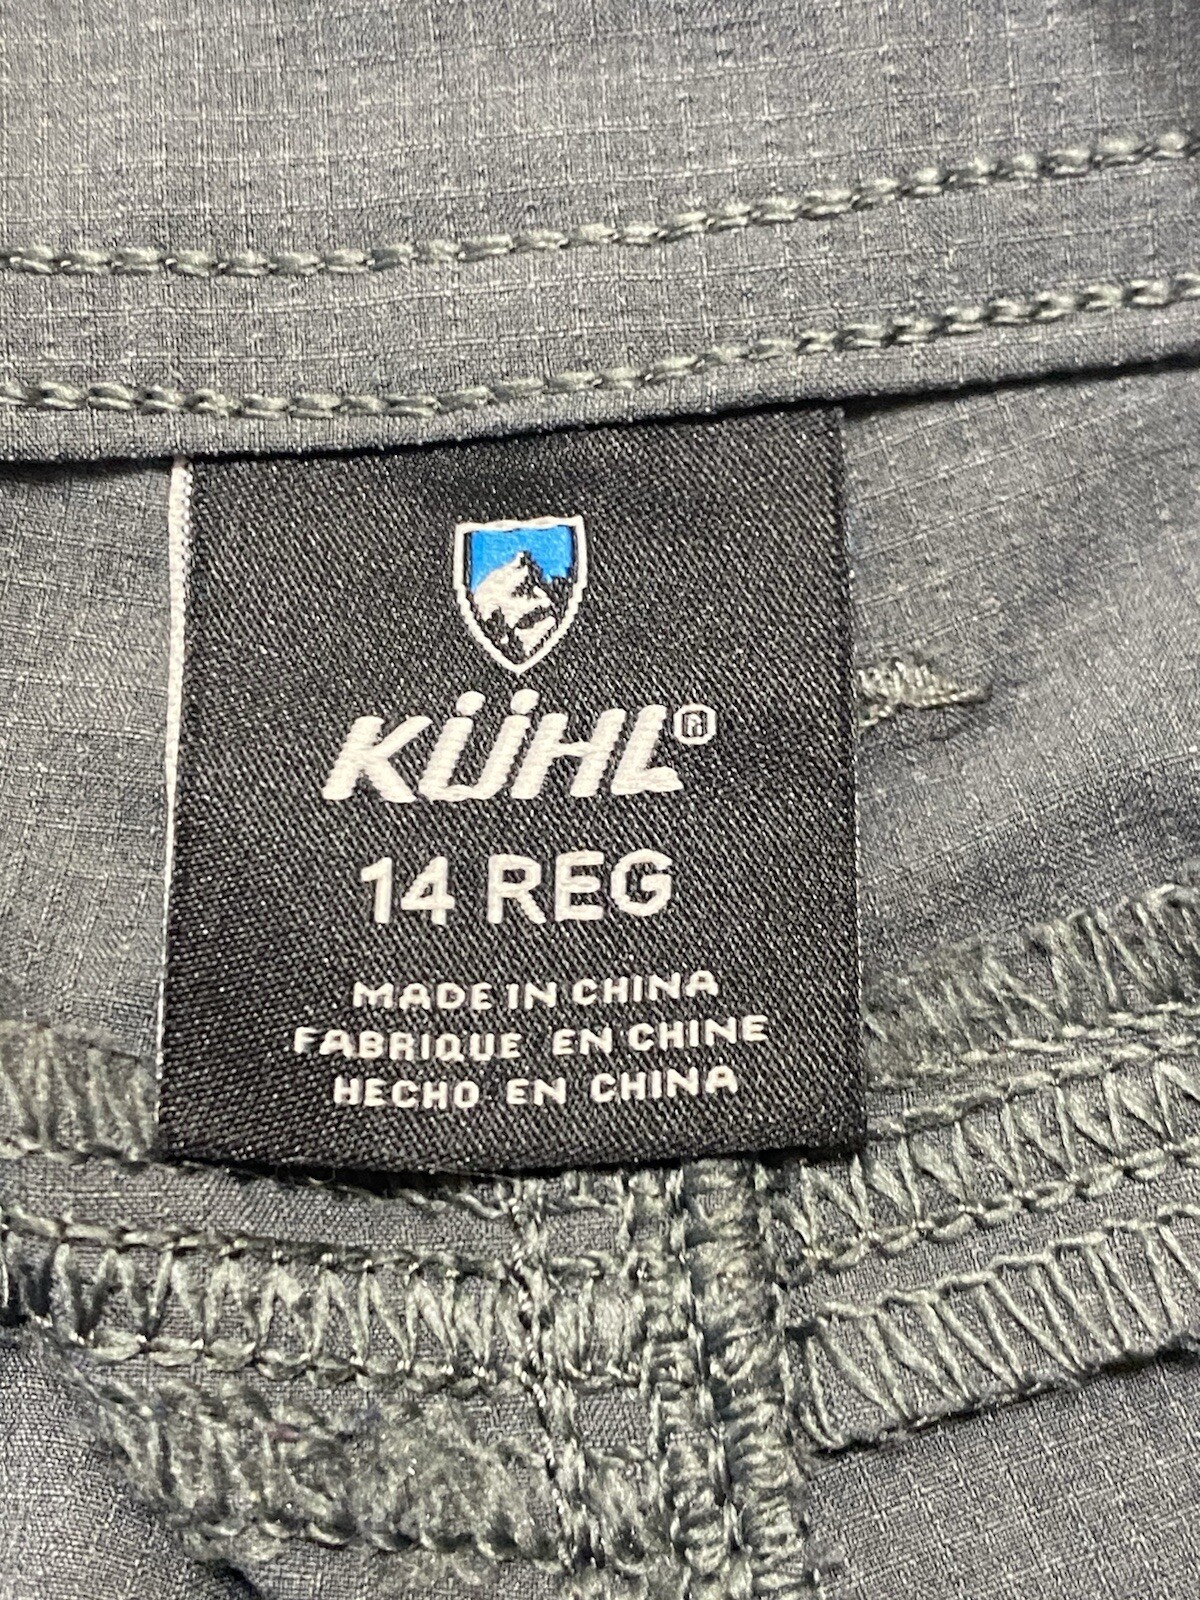 KÜHL®
14 REG
MADE IN CHINA
FABRIQUE EN CHINE
HECHO EN CHINA